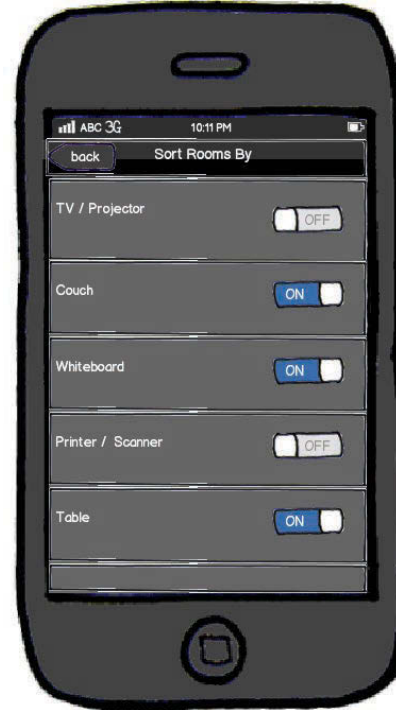 ABC 3G 10:11 PM
back Sort Rooms By
TV / Projector OFF
Couch ON
Whiteboard ON
Printer / Scanner OFF
Table ON